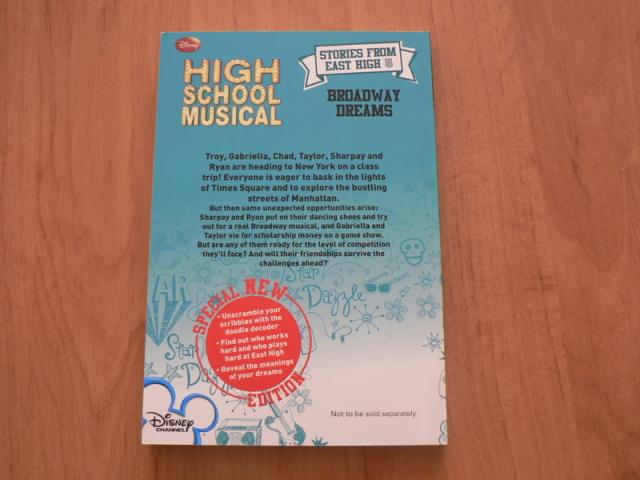 Disney
HIGH
SCHOOL
MUSICAL
STORIES FROM
EAST HIGH 5
BROADWAY
DREAMS
Troy, Gabriella, Chad, Taylor, Sharpay and
Ryan are heading to New York on a class
trip! Everyone is eager to bask in the lights
of Times Square and to explore the bustling
streets of Manhattan.
But then some unexpected opportunities arise:
Sharpay and Ryan put on their dancing shoes and try
out for a real Broadway musical, and Gabriella and
Taylor vie for scholarship money on a game show.
But are any of them ready for the level of competition
they'll face? And will their friendships survive the
challenges ahead?
Star
Dazzle
SPECIAL NEW
• Unscramble your
scribbles with the
doodle decoder
• Find out who works
hard and who plays
hard at East High
• Reveal the meanings
of your dreams
EDITION
Star
Disney
CHANNEL
Not to be sold separately